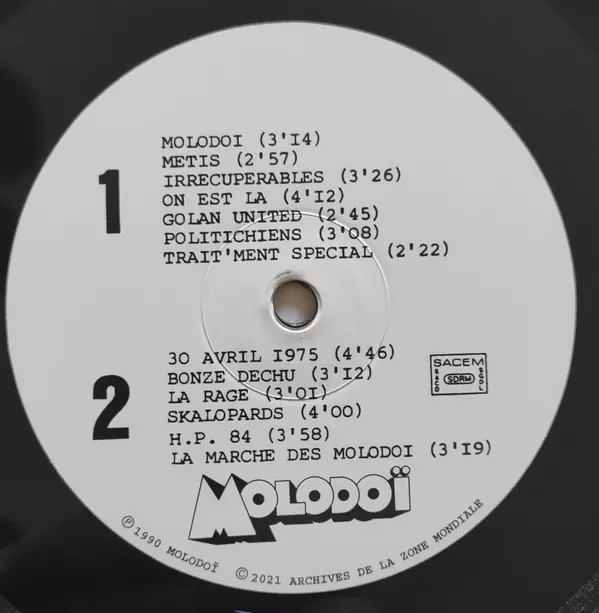 1
MOLODOI (3'I4)
METIS (2'57)
IRRECUPERABLES (3'26)
ON EST LA (4'I2)
GOLAN UNITED (2'45)
POLITICHIENS (3'08)
TRAIT'MENT SPECIAL (2'22)
2
30 AVRIL I975 (4'46)
BONZE DECHU (3'I2)
LA RAGE (3'0I)
SKALOPARDS (4'00)
H.P. 84 (3'58)
LA MARCHE DES MOLODOI (3'I9)
SACEM
SACD SDRM SGDL
MOLODOÏ
Ⓟ 1990 MOLODOÏ © 2021 ARCHIVES DE LA ZONE MONDIALE